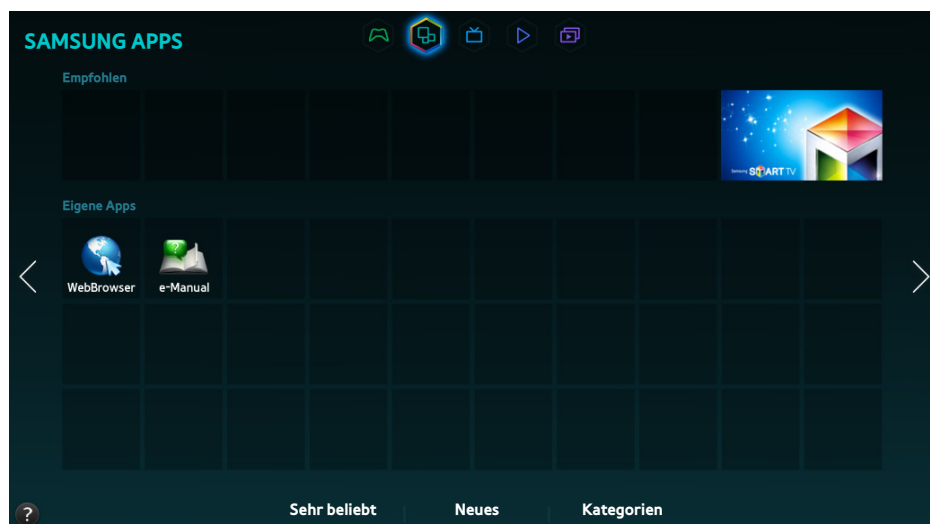 SAMSUNG APPS
Empfohlen
Samsung SMART TV
Eigene Apps
WebBrowser
e-Manual
?
Sehr beliebt
Neues
Kategorien